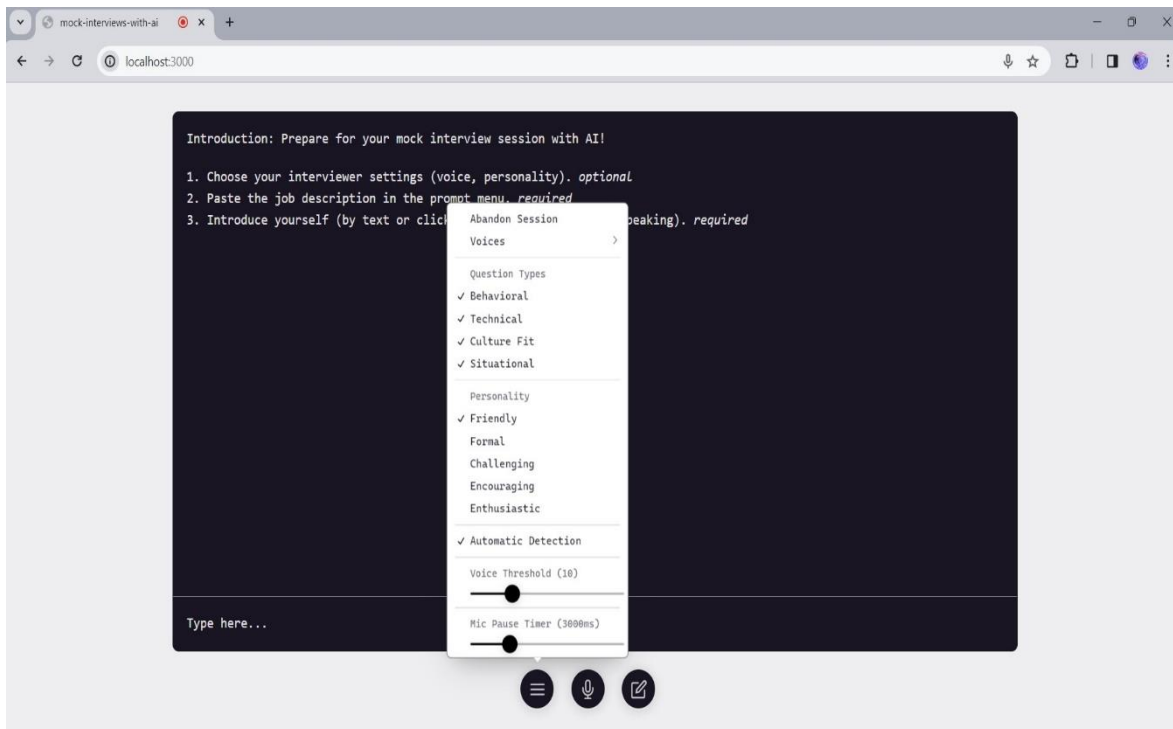 mock-interviews-with-ai
localhost:3000
Introduction: Prepare for your mock interview session with AI!
1. Choose your interviewer settings (voice, personality). optional
2. Paste the job description in the prompt menu. required
3. Introduce yourself (by text or click peaking). required
Abandon Session
Voices
Question Types
✓ Behavioral
✓ Technical
✓ Culture Fit
✓ Situational
Personality
✓ Friendly
Formal
Challenging
Encouraging
Enthusiastic
✓ Automatic Detection
Voice Threshold (10)
Mic Pause Timer (3000ms)
Type here...